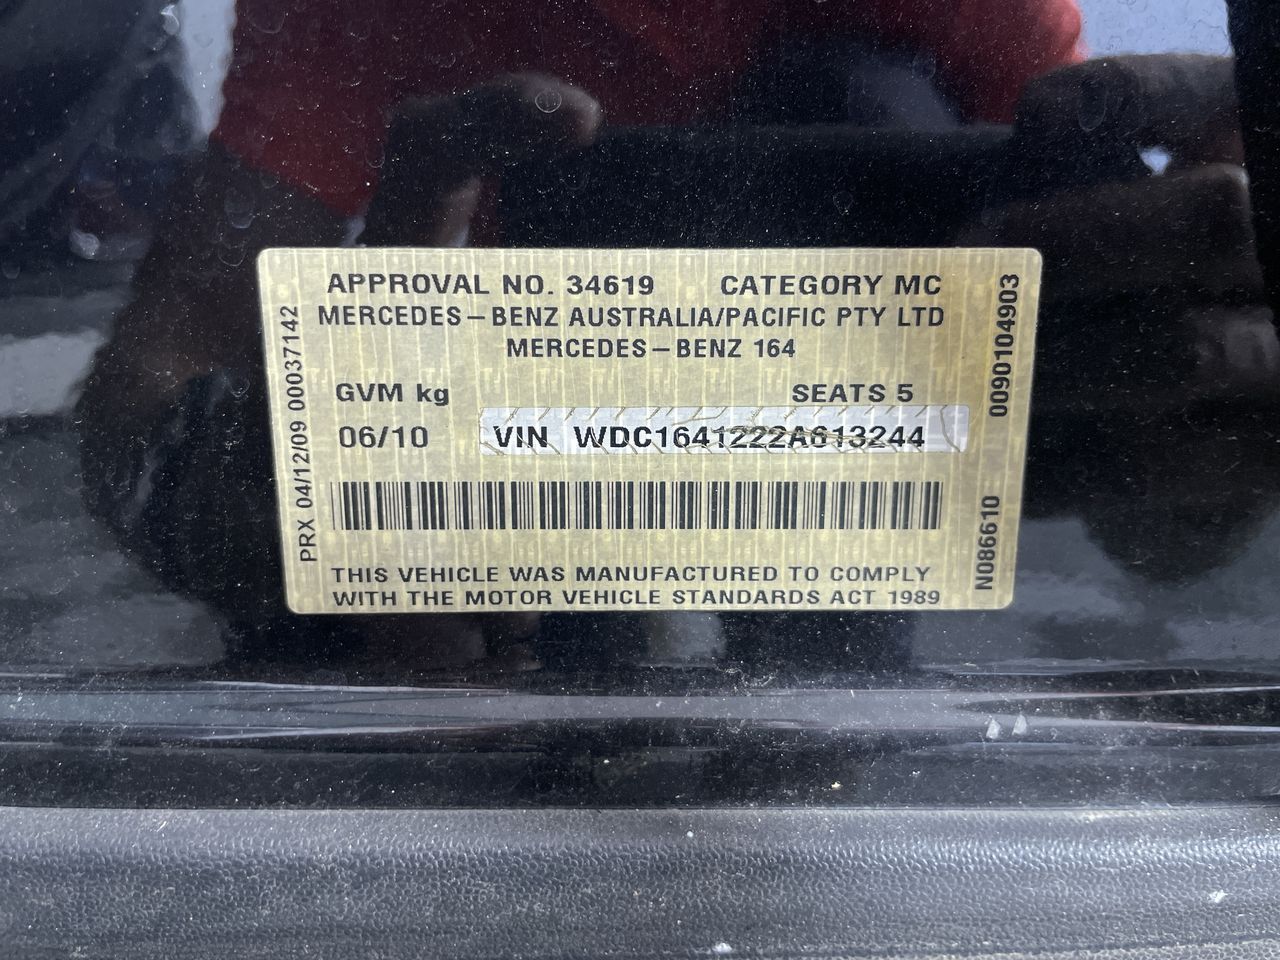 APPROVAL NO. 34619 CATEGORY MC
MERCEDES-BENZ AUSTRALIA/PACIFIC PTY LTD
MERCEDES-BENZ 164
GVM kg SEATS 5
06/10 VIN WDC1641222A613244
THIS VEHICLE WAS MANUFACTURED TO COMPLY
WITH THE MOTOR VEHICLE STANDARDS ACT 1989
PRX 04/12/09 00037142
0090104903
N086610